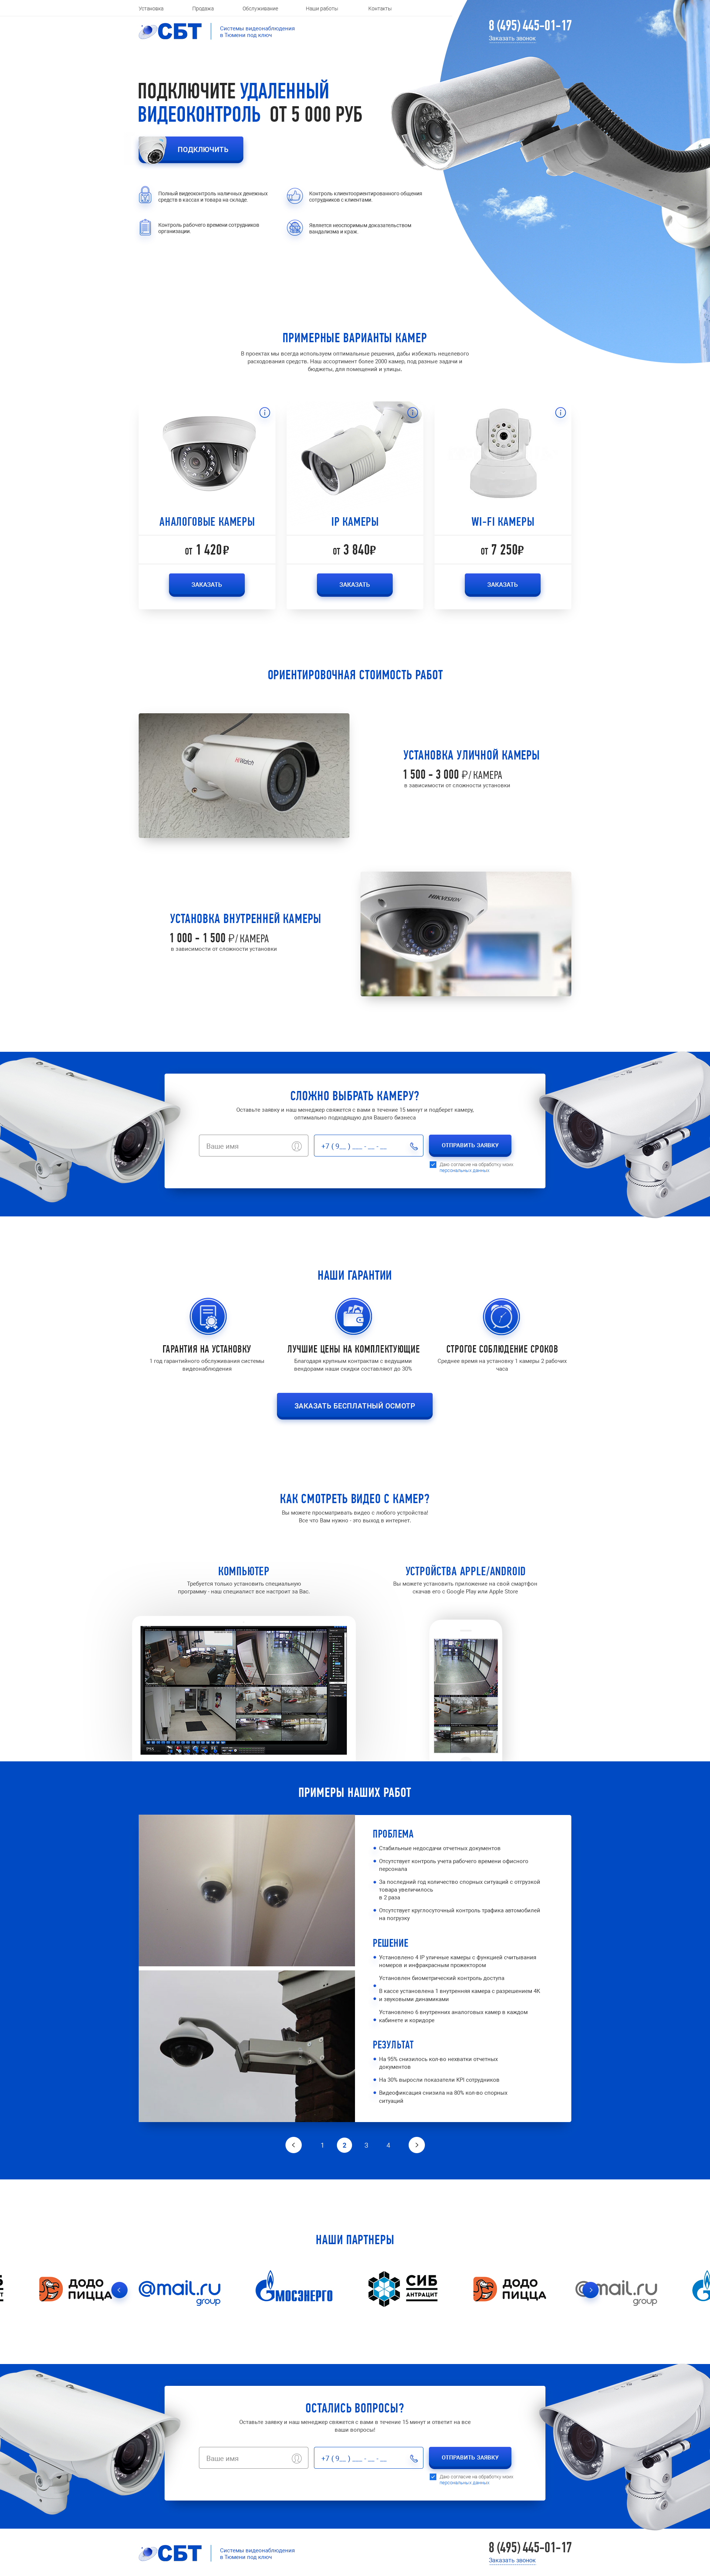 Установка
Продажа
Обслуживание
Наши работы
Контакты
СБТ
Системы видеонаблюдения
в Тюмени под ключ
8 (495) 445-01-17
Заказать звонок
ПОДКЛЮЧИТЕ УДАЛЕННЫЙ
ВИДЕОКОНТРОЛЬ ОТ 5 000 РУБ
ПОДКЛЮЧИТЬ
Полный видеоконтроль наличных денежных
средств в кассах и товара на складе.
Контроль клиентоориентированного общения
сотрудников с клиентами.
Контроль рабочего времени сотрудников
организации.
Является неоспоримым доказательством
вандализма и краж.
ПРИМЕРНЫЕ ВАРИАНТЫ КАМЕР
В проектах мы всегда используем оптимальные решения, дабы избежать нецелевого
расходования средств. Наш ассортимент более 2000 камер, под разные задачи и
бюджеты, для помещений и улицы.
АНАЛОГОВЫЕ КАМЕРЫ
от 1 420₽
ЗАКАЗАТЬ
IP КАМЕРЫ
от 3 840₽
ЗАКАЗАТЬ
WI-FI КАМЕРЫ
от 7 250₽
ЗАКАЗАТЬ
ОРИЕНТИРОВОЧНАЯ СТОИМОСТЬ РАБОТ
HiWatch
УСТАНОВКА УЛИЧНОЙ КАМЕРЫ
1 500 - 3 000 ₽/ КАМЕРА
в зависимости от сложности установки
УСТАНОВКА ВНУТРЕННЕЙ КАМЕРЫ
1 000 - 1 500 ₽/ КАМЕРА
в зависимости от сложности установки
HIKVISION
СЛОЖНО ВЫБРАТЬ КАМЕРУ?
Оставьте заявку и наш менеджер свяжется с вами в течение 15 минут и подберет камеру,
оптимально подходящую для Вашего бизнеса
Ваше имя
+7 ( 9__ ) ___ - __ - __
ОТПРАВИТЬ ЗАЯВКУ
Даю согласие на обработку моих
персональных данных
НАШИ ГАРАНТИИ
ГАРАНТИЯ НА УСТАНОВКУ
1 год гарантийного обслуживания системы
видеонаблюдения
ЛУЧШИЕ ЦЕНЫ НА КОМПЛЕКТУЮЩИЕ
Благодаря крупным контрактам с ведущими
вендорами наши скидки составляют до 30%
СТРОГОЕ СОБЛЮДЕНИЕ СРОКОВ
Среднее время на установку 1 камеры 2 рабочих
часа
ЗАКАЗАТЬ БЕСПЛАТНЫЙ ОСМОТР
КАК СМОТРЕТЬ ВИДЕО С КАМЕР?
Вы можете просматривать видео с любого устройства!
Все что Вам нужно - это выход в интернет.
КОМПЬЮТЕР
Требуется только установить специальную
программу - наш специалист все настроит за Вас.
УСТРОЙСТВА APPLE/ANDROID
Вы можете установить приложение на свой смартфон
скачав его с Google Play или Apple Store
ПРИМЕРЫ НАШИХ РАБОТ
ПРОБЛЕМА
Стабильные недосдачи отчетных документов
Отсутствует контроль учета рабочего времени офисного
персонала
За последний год количество спорных ситуаций с отгрузкой
товара увеличилось
в 2 раза
Отсутствует круглосуточный контроль трафика автомобилей
на погрузку
РЕШЕНИЕ
Установлено 4 IP уличные камеры с функцией считывания
номеров и инфракрасным прожектором
Установлен биометрический контроль доступа
В кассе установлена 1 внутренняя камера с разрешением 4K
и звуковыми динамиками
Установлено 6 внутренних аналоговых камер в каждом
кабинете и коридоре
РЕЗУЛЬТАТ
На 95% снизилось кол-во нехватки отчетных
документов
На 30% выросли показатели KPI сотрудников
Видеофиксация снизила на 80% кол-во спорных
ситуаций
1
2
3
4
НАШИ ПАРТНЕРЫ
ДОДО
ПИЦЦА
@mail.ru
group
МОСЭНЕРГО
СИБ
АНТРАЦИТ
ДОДО
ПИЦЦА
@mail.ru
group
ОСТАЛИСЬ ВОПРОСЫ?
Оставьте заявку и наш менеджер свяжется с вами в течение 15 минут и ответит на все
ваши вопросы!
Ваше имя
+7 ( 9__ ) ___ - __ - __
ОТПРАВИТЬ ЗАЯВКУ
Даю согласие на обработку моих
персональных данных
СБТ
Системы видеонаблюдения
в Тюмени под ключ
8 (495) 445-01-17
Заказать звонок